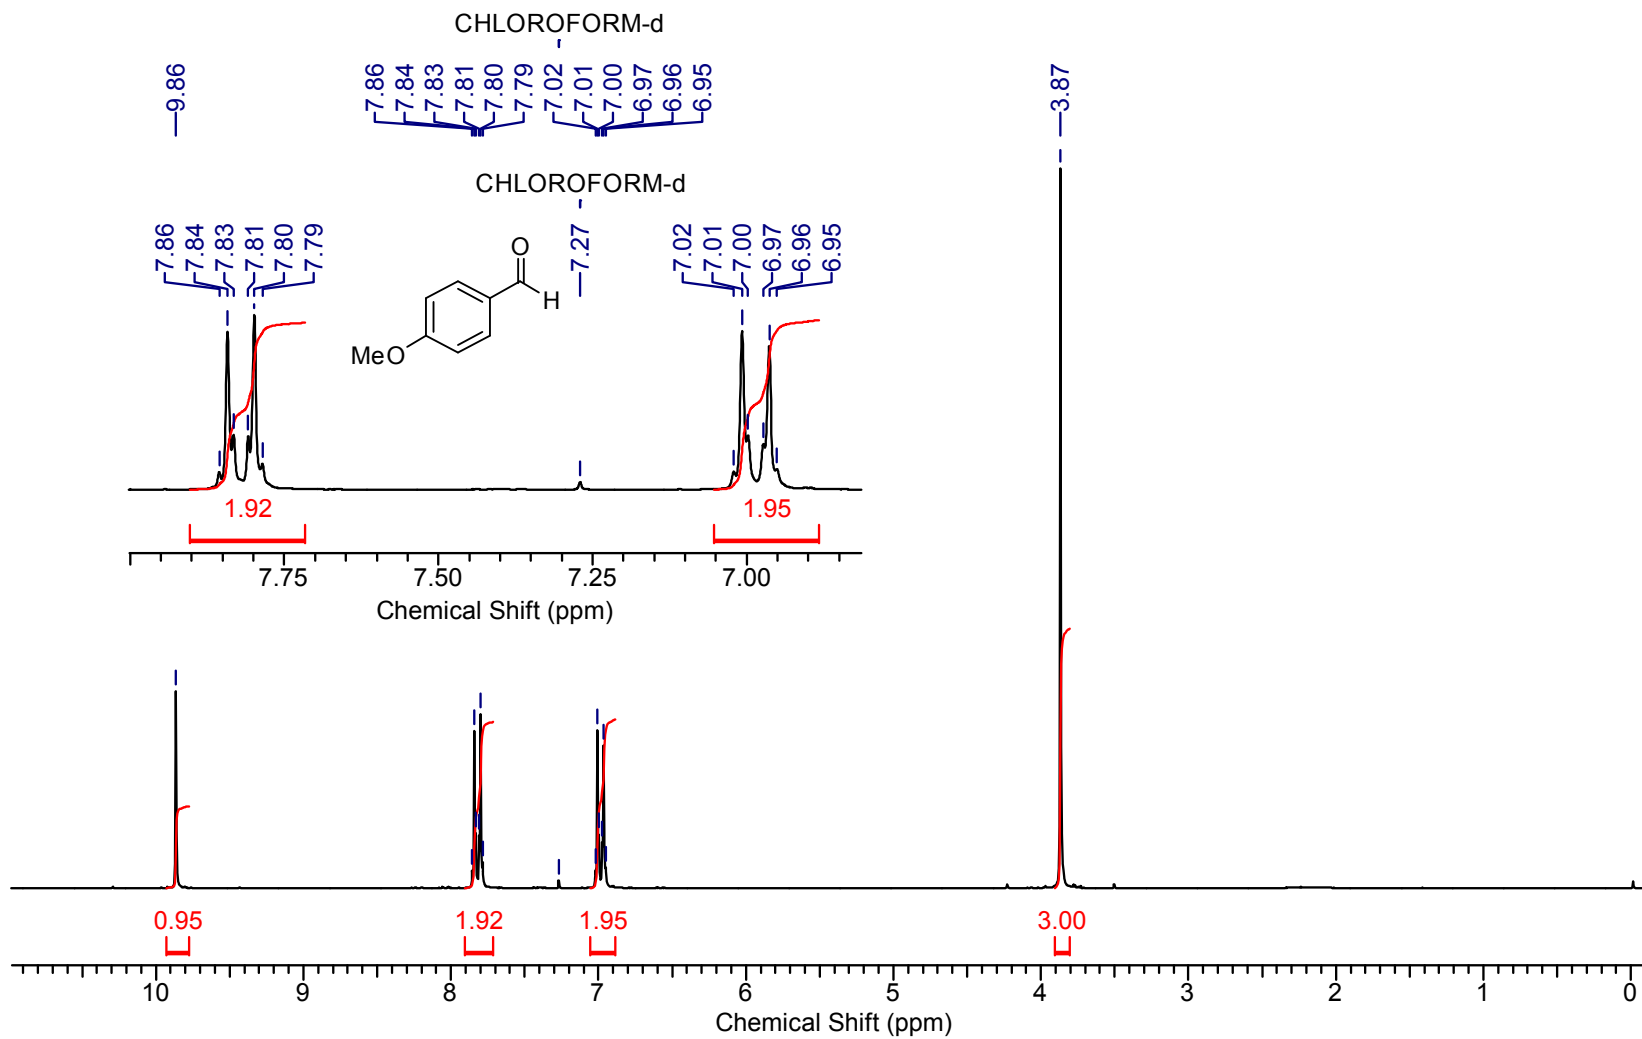 CHLOROFORM-d
9.86
7.86 7.84 7.83 7.81 7.80 7.79 7.02 7.01 7.00 6.97 6.96 6.95
3.87
CHLOROFORM-d
7.86 7.84 7.83 7.81 7.80 7.79
7.27
7.02 7.01 7.00 6.97 6.96 6.95
O
H
MeO
1.92 1.95
7.75 7.50 7.25 7.00
Chemical Shift (ppm)
0.95 1.92 1.95 3.00
10 9 8 7 6 5 4 3 2 1 0
Chemical Shift (ppm)